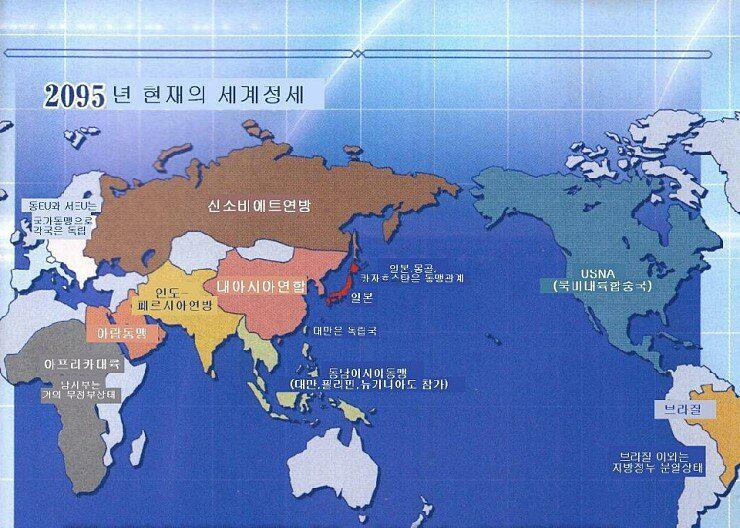 2095년 현재의 세계정세
동EU와 서EU는
국가동맹으로
각국은 독립
신소비에트연방
USNA
(북미대륙합중국)
일본,몽골,
카자흐스탄은 동맹관계
인도
페르시아연방
대아시아연합
일본
아랍동맹
대만은 독립국
아프리카대륙
남서부는
거의 무정부상태
동남아시아동맹
(대만,필리핀,뉴기니아도 참가)
브라질
브라질 이외는
지방정부 분열상태